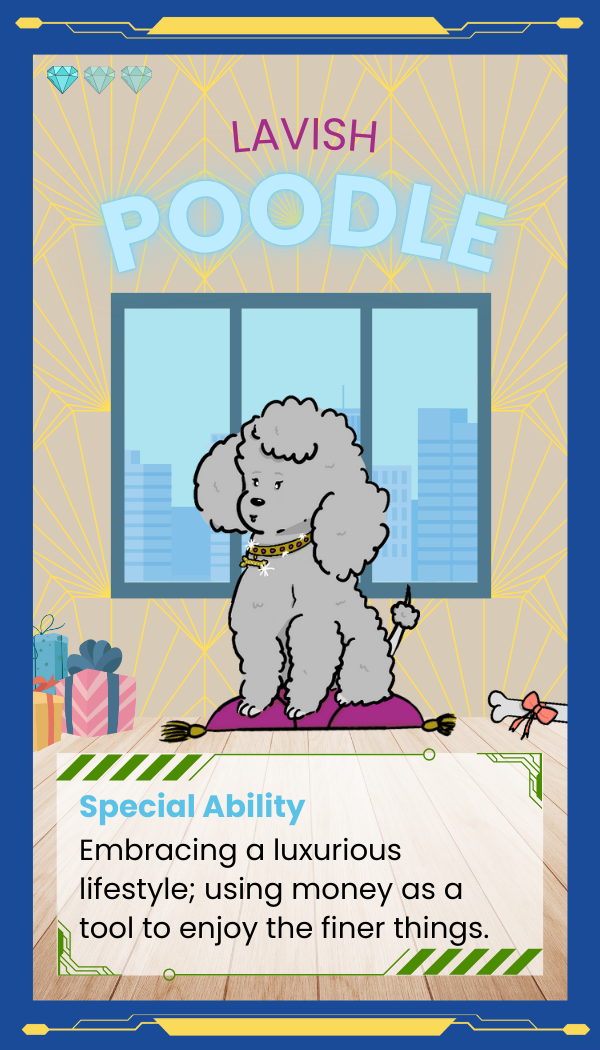 LAVISH
POODLE
Special Ability
Embracing a luxurious
lifestyle; using money as a
tool to enjoy the finer things.